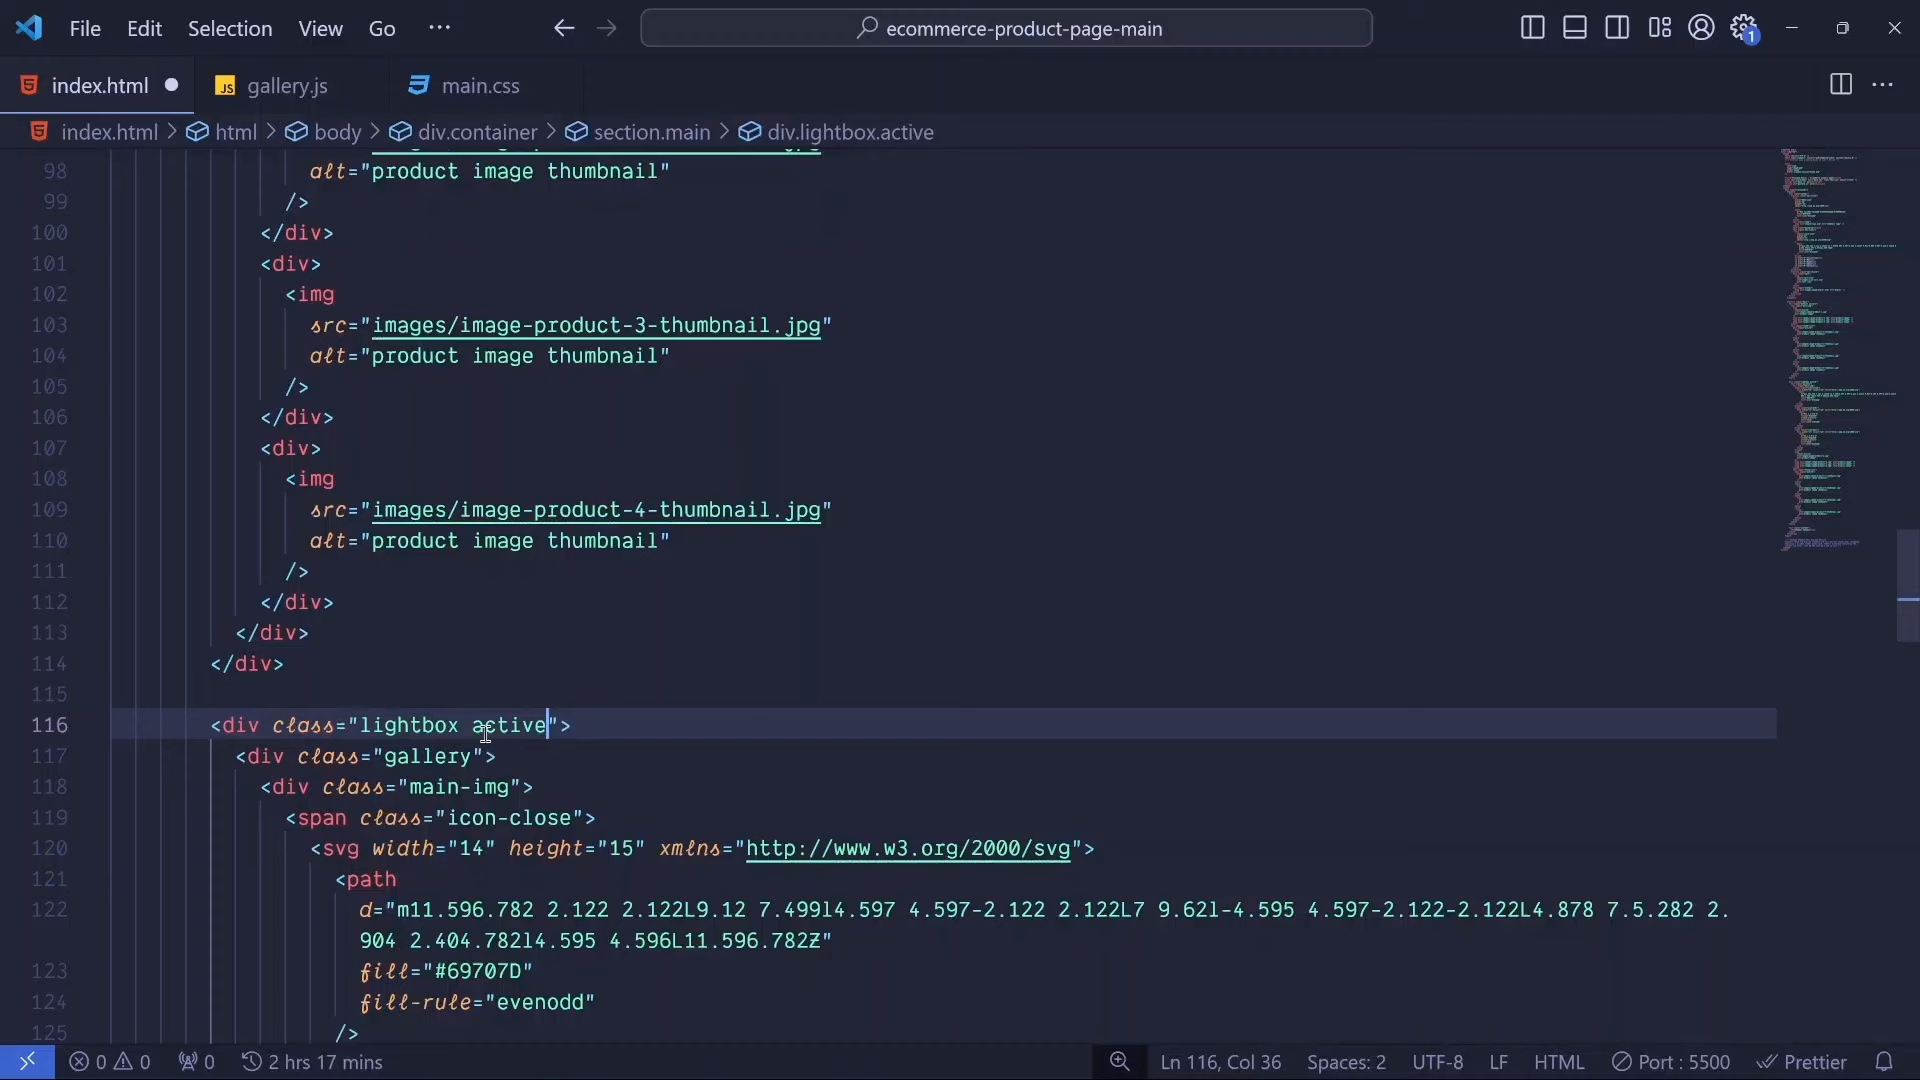 File Edit Selection View Go ··· ecommerce-product-page-main 1
index.html gallery.js main.css
index.html > html > body > div.container > section.main > div.lightbox.active
98 alt="product image thumbnail"
99 />
100 </div>
101 <div>
102 <img
103 src="images/image-product-3-thumbnail.jpg"
104 alt="product image thumbnail"
105 />
106 </div>
107 <div>
108 <img
109 src="images/image-product-4-thumbnail.jpg"
110 alt="product image thumbnail"
111 />
112 </div>
113 </div>
114 </div>
115
116 <div class="lightbox active">
117 <div class="gallery">
118 <div class="main-img">
119 <span class="icon-close">
120 <svg width="14" height="15" xmlns="http://www.w3.org/2000/svg">
121 <path
122 d="m11.596.782 2.122 2.122L9.12 7.499l4.597 4.597-2.122 2.122L7 9.62l-4.595 4.597-2.122-2.122L4.878 7.5.282 2.
904 2.404.782l4.595 4.596L11.596.782Z"
123 fill="#69707D"
124 fill-rule="evenodd"
125 />
0 0 0 2 hrs 17 mins Ln 116, Col 36 Spaces: 2 UTF-8 LF HTML Port : 5500 Prettier